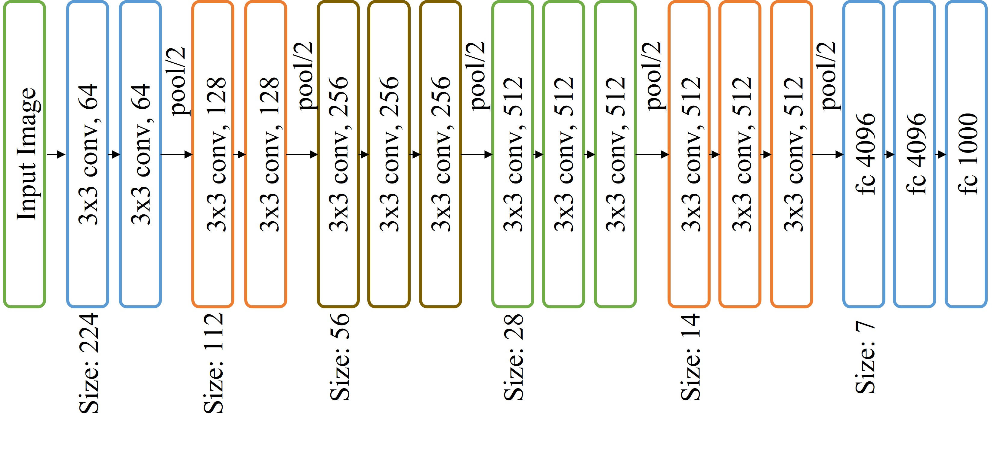 Input Image
3x3 conv, 64
3x3 conv, 64
pool/2
3x3 conv, 128
3x3 conv, 128
pool/2
3x3 conv, 256
3x3 conv, 256
3x3 conv, 256
pool/2
3x3 conv, 512
3x3 conv, 512
3x3 conv, 512
pool/2
3x3 conv, 512
3x3 conv, 512
3x3 conv, 512
pool/2
fc 4096
fc 4096
fc 1000
Size: 224
Size: 112
Size: 56
Size: 28
Size: 14
Size: 7